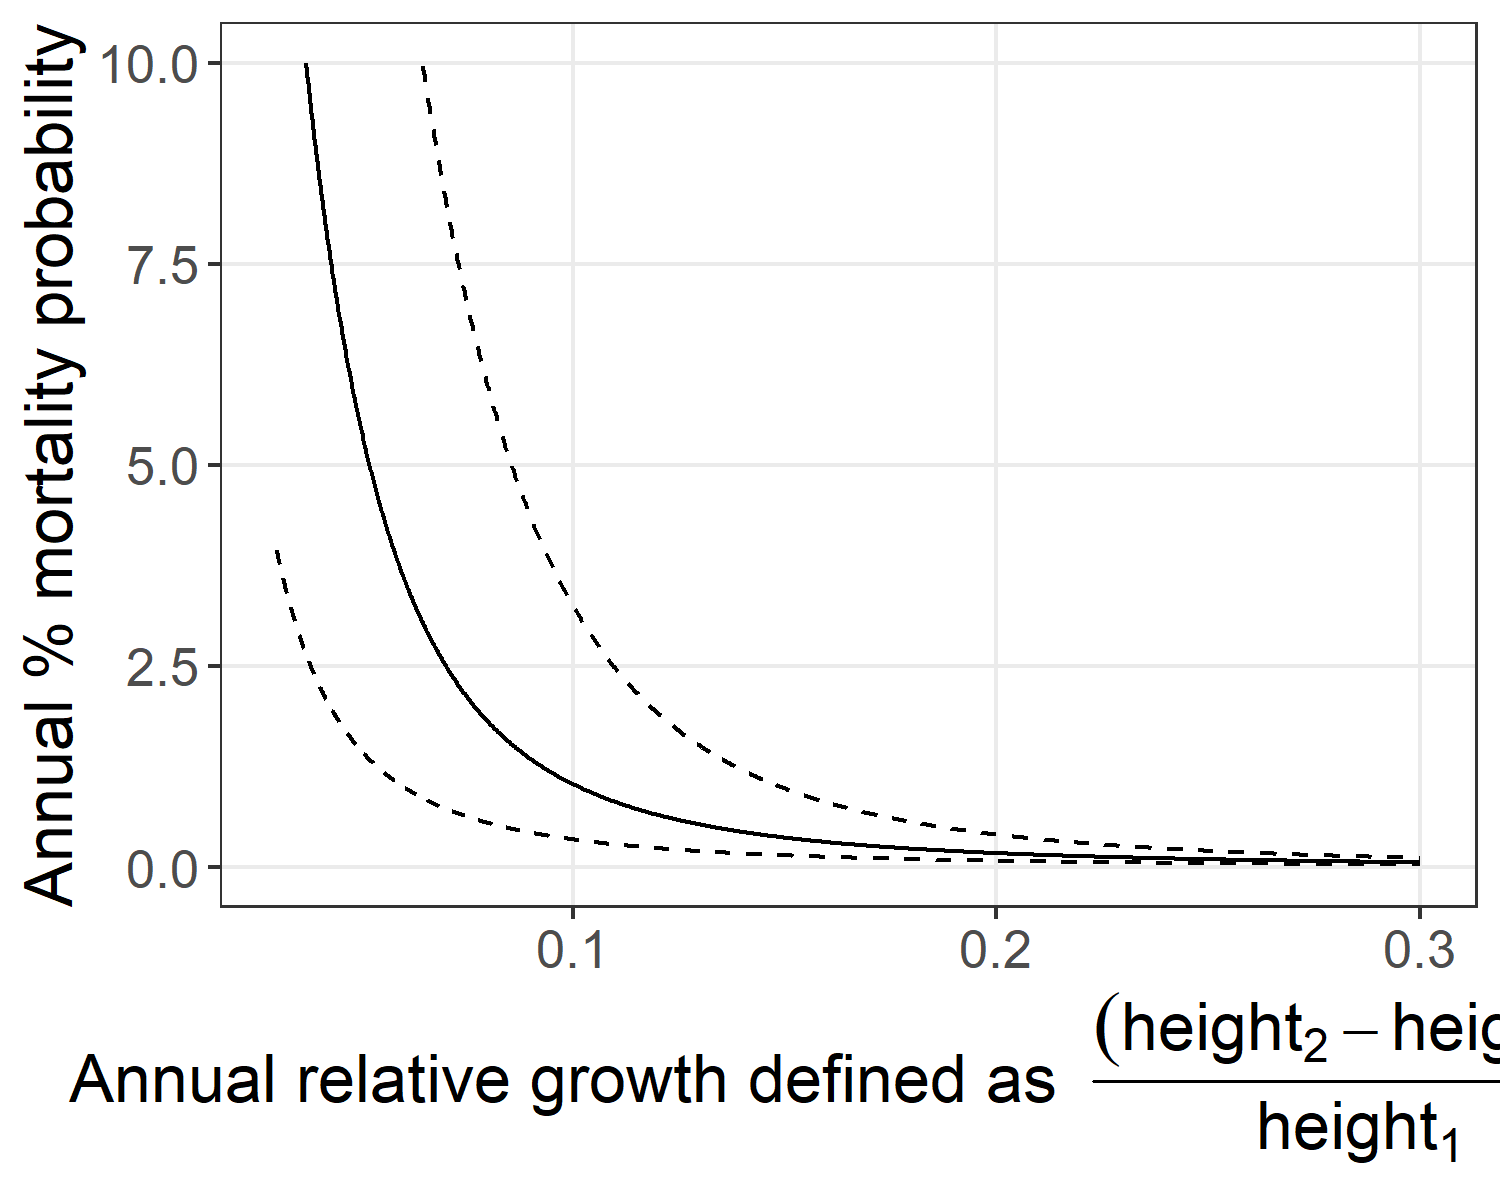 Annual % mortality probability
10.0
7.5
5.0
2.5
0.0
0.1 0.2 0.3
Annual relative growth defined as (height₂ − heig
height₁